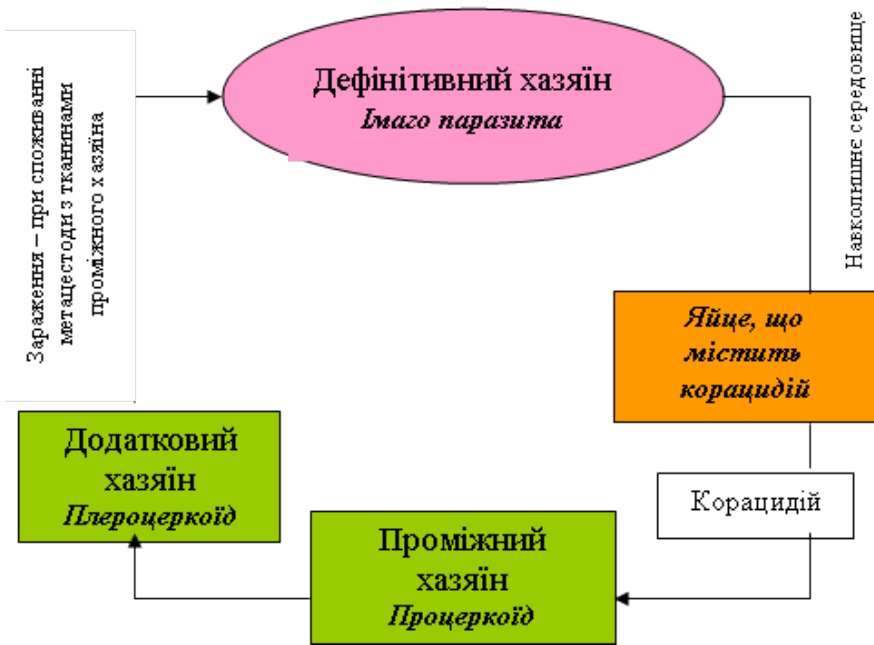 Дефінітивний хазяїн
Імаго паразита
Навколишнє середовище
Яйце, що
містить
корацидій
Корацидій
Проміжний
хазяїн
Процеркоїд
Додатковий
хазяїн
Плероцеркоїд
Зараження – при споживанні
метацестоди з тканинами
проміжного хазяїна